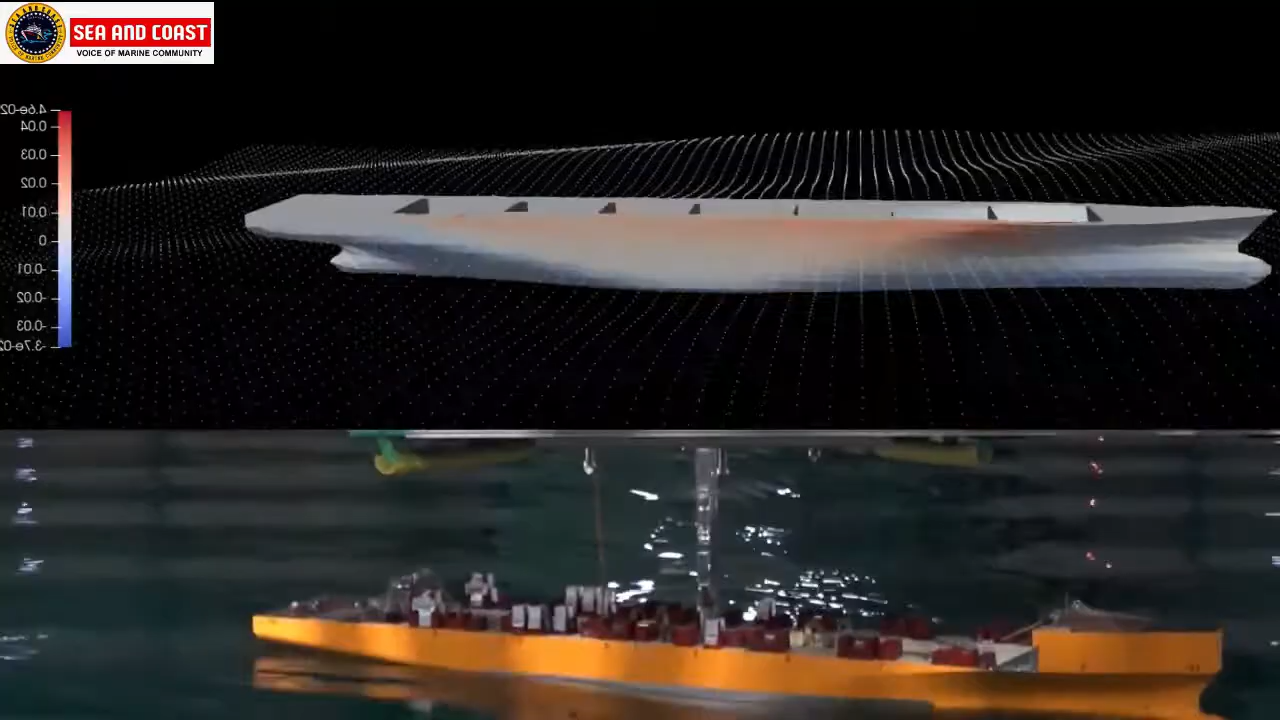 SEA AND COAST
VOICE OF MARINE COMMUNITY
4.6e-02
0.04
0.03
0.02
0.01
0
-0.01
-0.02
-0.03
-3.7e-02